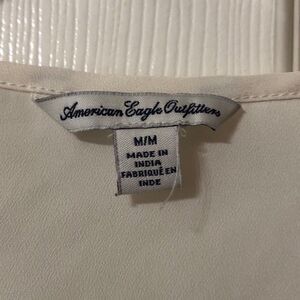 American Eagle Outfitters
M/M
MADE IN
INDIA
FABRIQUÉ EN
INDE